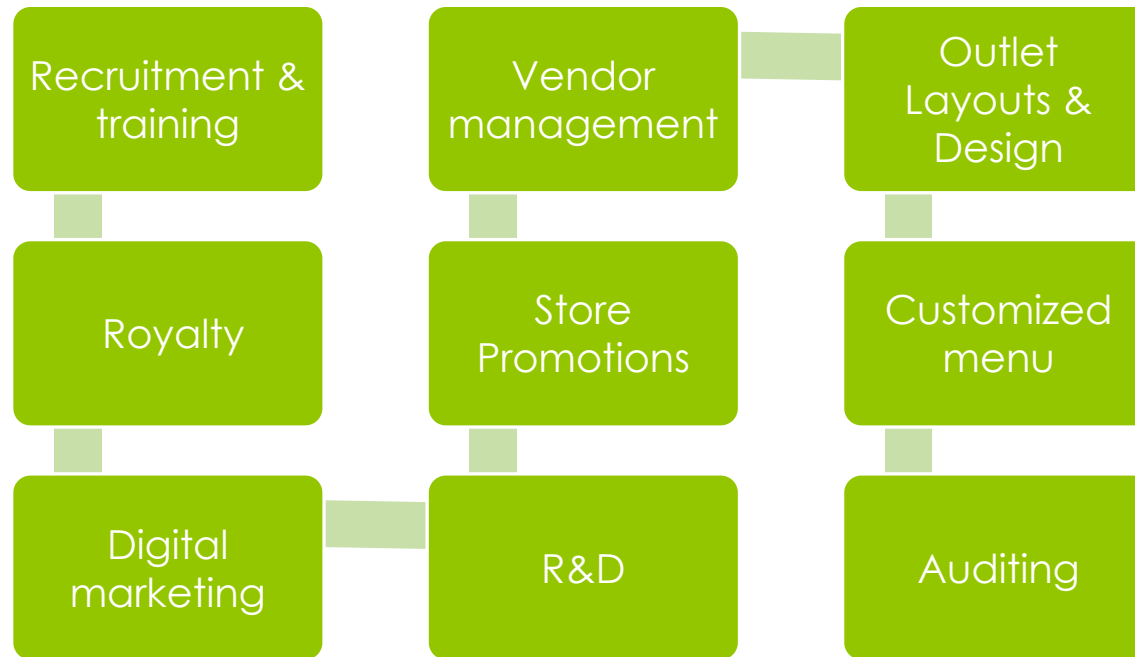 Recruitment &
training
Royalty
Digital
marketing
R&D
Store
Promotions
Vendor
management
Outlet
Layouts &
Design
Customized
menu
Auditing